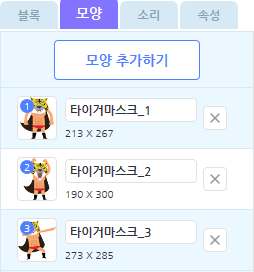 블록 모양 소리 속성
모양 추가하기
1
타이거마스크_1
213 X 267
2
타이거마스크_2
190 X 300
3
타이거마스크_3
273 X 285